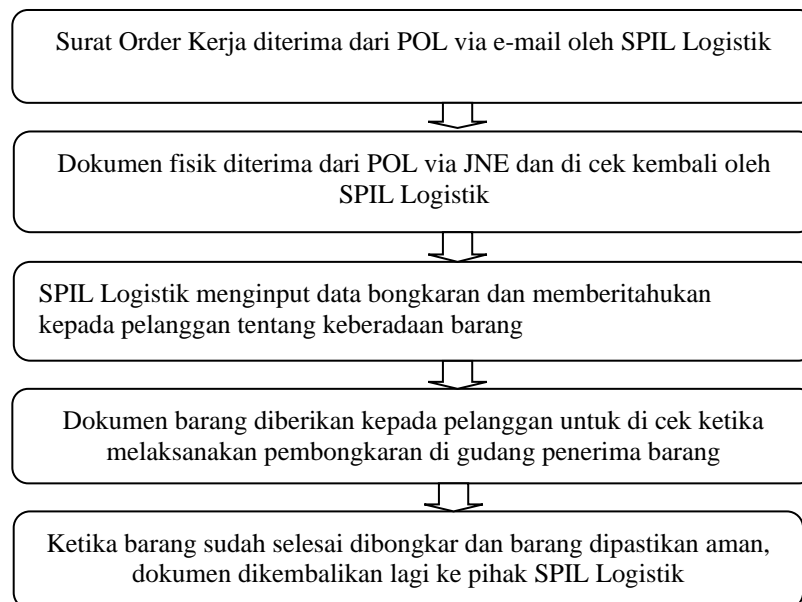 Surat Order Kerja diterima dari POL via e-mail oleh SPIL Logistik
Dokumen fisik diterima dari POL via JNE dan di cek kembali oleh
SPIL Logistik
SPIL Logistik menginput data bongkaran dan memberitahukan
kepada pelanggan tentang keberadaan barang
Dokumen barang diberikan kepada pelanggan untuk di cek ketika
melaksanakan pembongkaran di gudang penerima barang
Ketika barang sudah selesai dibongkar dan barang dipastikan aman,
dokumen dikembalikan lagi ke pihak SPIL Logistik